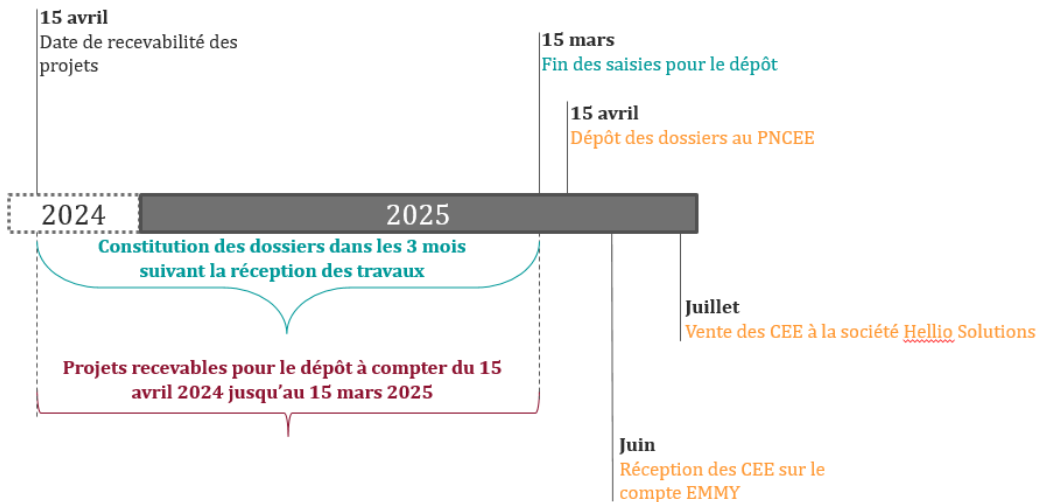 15 avril
Date de recevabilité des
projets
15 mars
Fin des saisies pour le dépôt
15 avril
Dépôt des dossiers au PNCEE
2024
2025
Constitution des dossiers dans les 3 mois
suivant la réception des travaux
Juillet
Vente des CEE à la société Hellio Solutions
Projets recevables pour le dépôt à compter du 15
avril 2024 jusqu'au 15 mars 2025
Juin
Réception des CEE sur le
compte EMMY